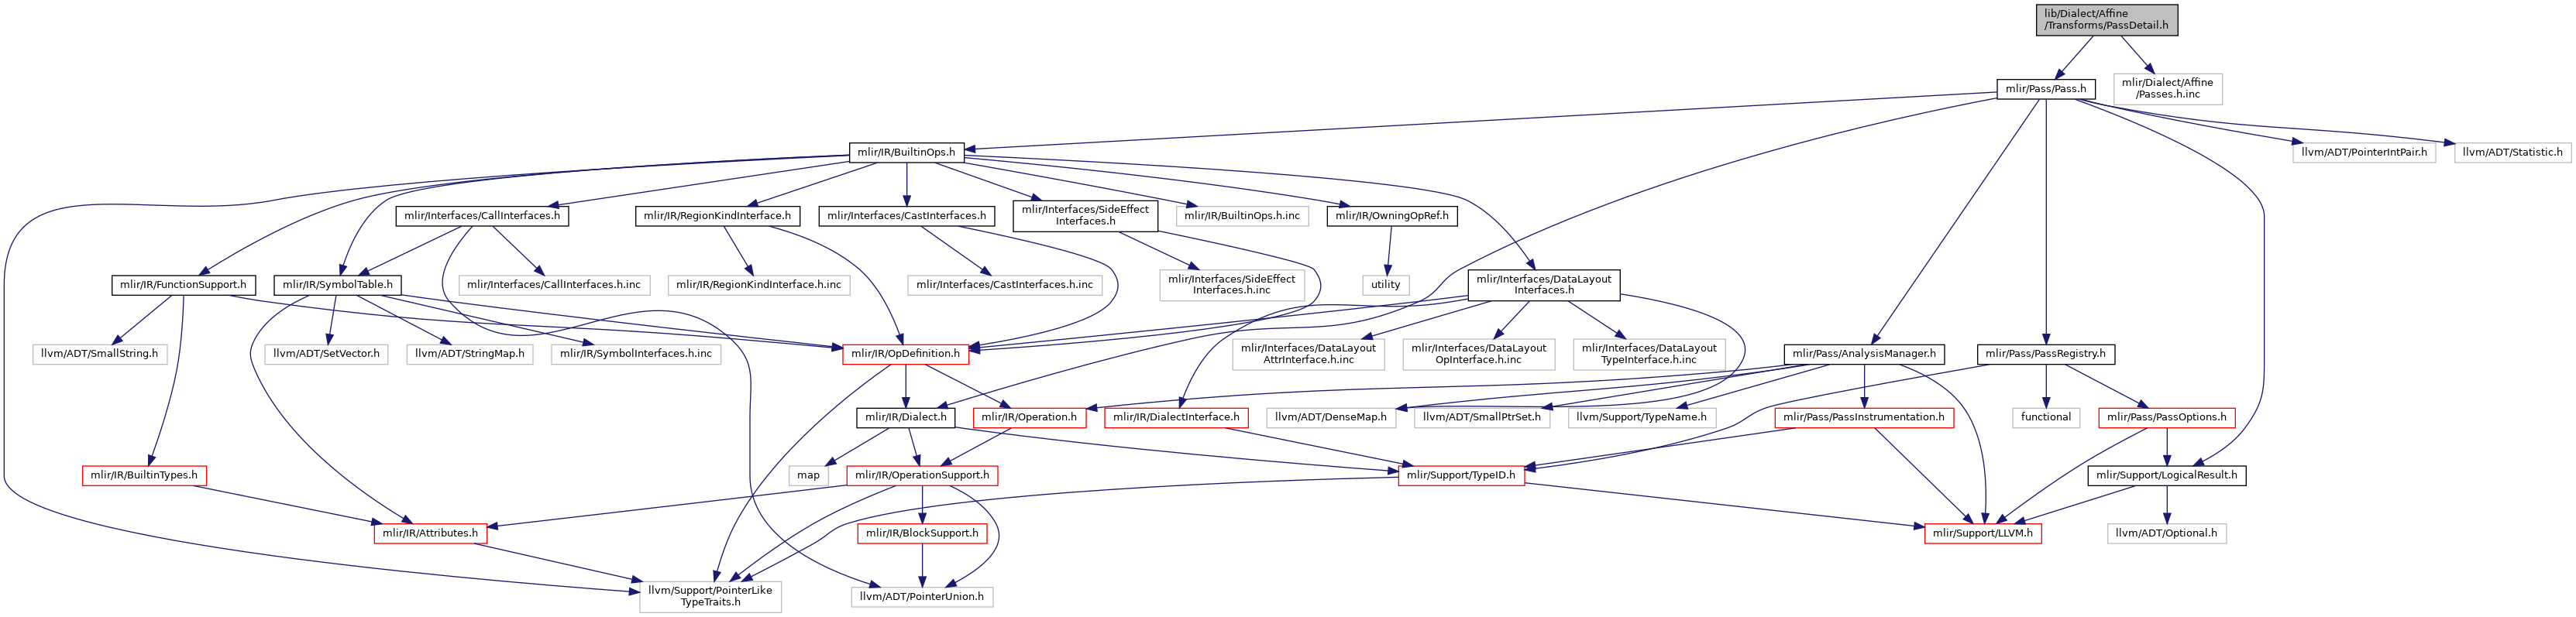 lib/Dialect/Affine
/Transforms/PassDetail.h
mlir/Pass/Pass.h
mlir/Dialect/Affine
/Passes.h.inc
mlir/IR/BuiltinOps.h
llvm/ADT/PointerIntPair.h
llvm/ADT/Statistic.h
mlir/Interfaces/CallInterfaces.h
mlir/IR/RegionKindInterface.h
mlir/Interfaces/CastInterfaces.h
mlir/Interfaces/SideEffect
Interfaces.h
mlir/IR/BuiltinOps.h.inc
mlir/IR/OwningOpRef.h
mlir/IR/FunctionSupport.h
mlir/IR/SymbolTable.h
mlir/Interfaces/CallInterfaces.h.inc
mlir/IR/RegionKindInterface.h.inc
mlir/Interfaces/CastInterfaces.h.inc
mlir/Interfaces/SideEffect
Interfaces.h.inc
utility
mlir/Interfaces/DataLayout
Interfaces.h
llvm/ADT/SmallString.h
llvm/ADT/SetVector.h
llvm/ADT/StringMap.h
mlir/IR/SymbolInterfaces.h.inc
mlir/IR/OpDefinition.h
mlir/Interfaces/DataLayout
AttrInterface.h.inc
mlir/Interfaces/DataLayout
OpInterface.h.inc
mlir/Interfaces/DataLayout
TypeInterface.h.inc
mlir/Pass/AnalysisManager.h
mlir/Pass/PassRegistry.h
mlir/IR/Dialect.h
mlir/IR/Operation.h
mlir/IR/DialectInterface.h
llvm/ADT/DenseMap.h
llvm/ADT/SmallPtrSet.h
llvm/Support/TypeName.h
mlir/Pass/PassInstrumentation.h
functional
mlir/Pass/PassOptions.h
mlir/IR/BuiltinTypes.h
map
mlir/IR/OperationSupport.h
mlir/Support/TypeID.h
mlir/Support/LogicalResult.h
mlir/IR/Attributes.h
mlir/IR/BlockSupport.h
mlir/Support/LLVM.h
llvm/ADT/Optional.h
llvm/Support/PointerLike
TypeTraits.h
llvm/ADT/PointerUnion.h